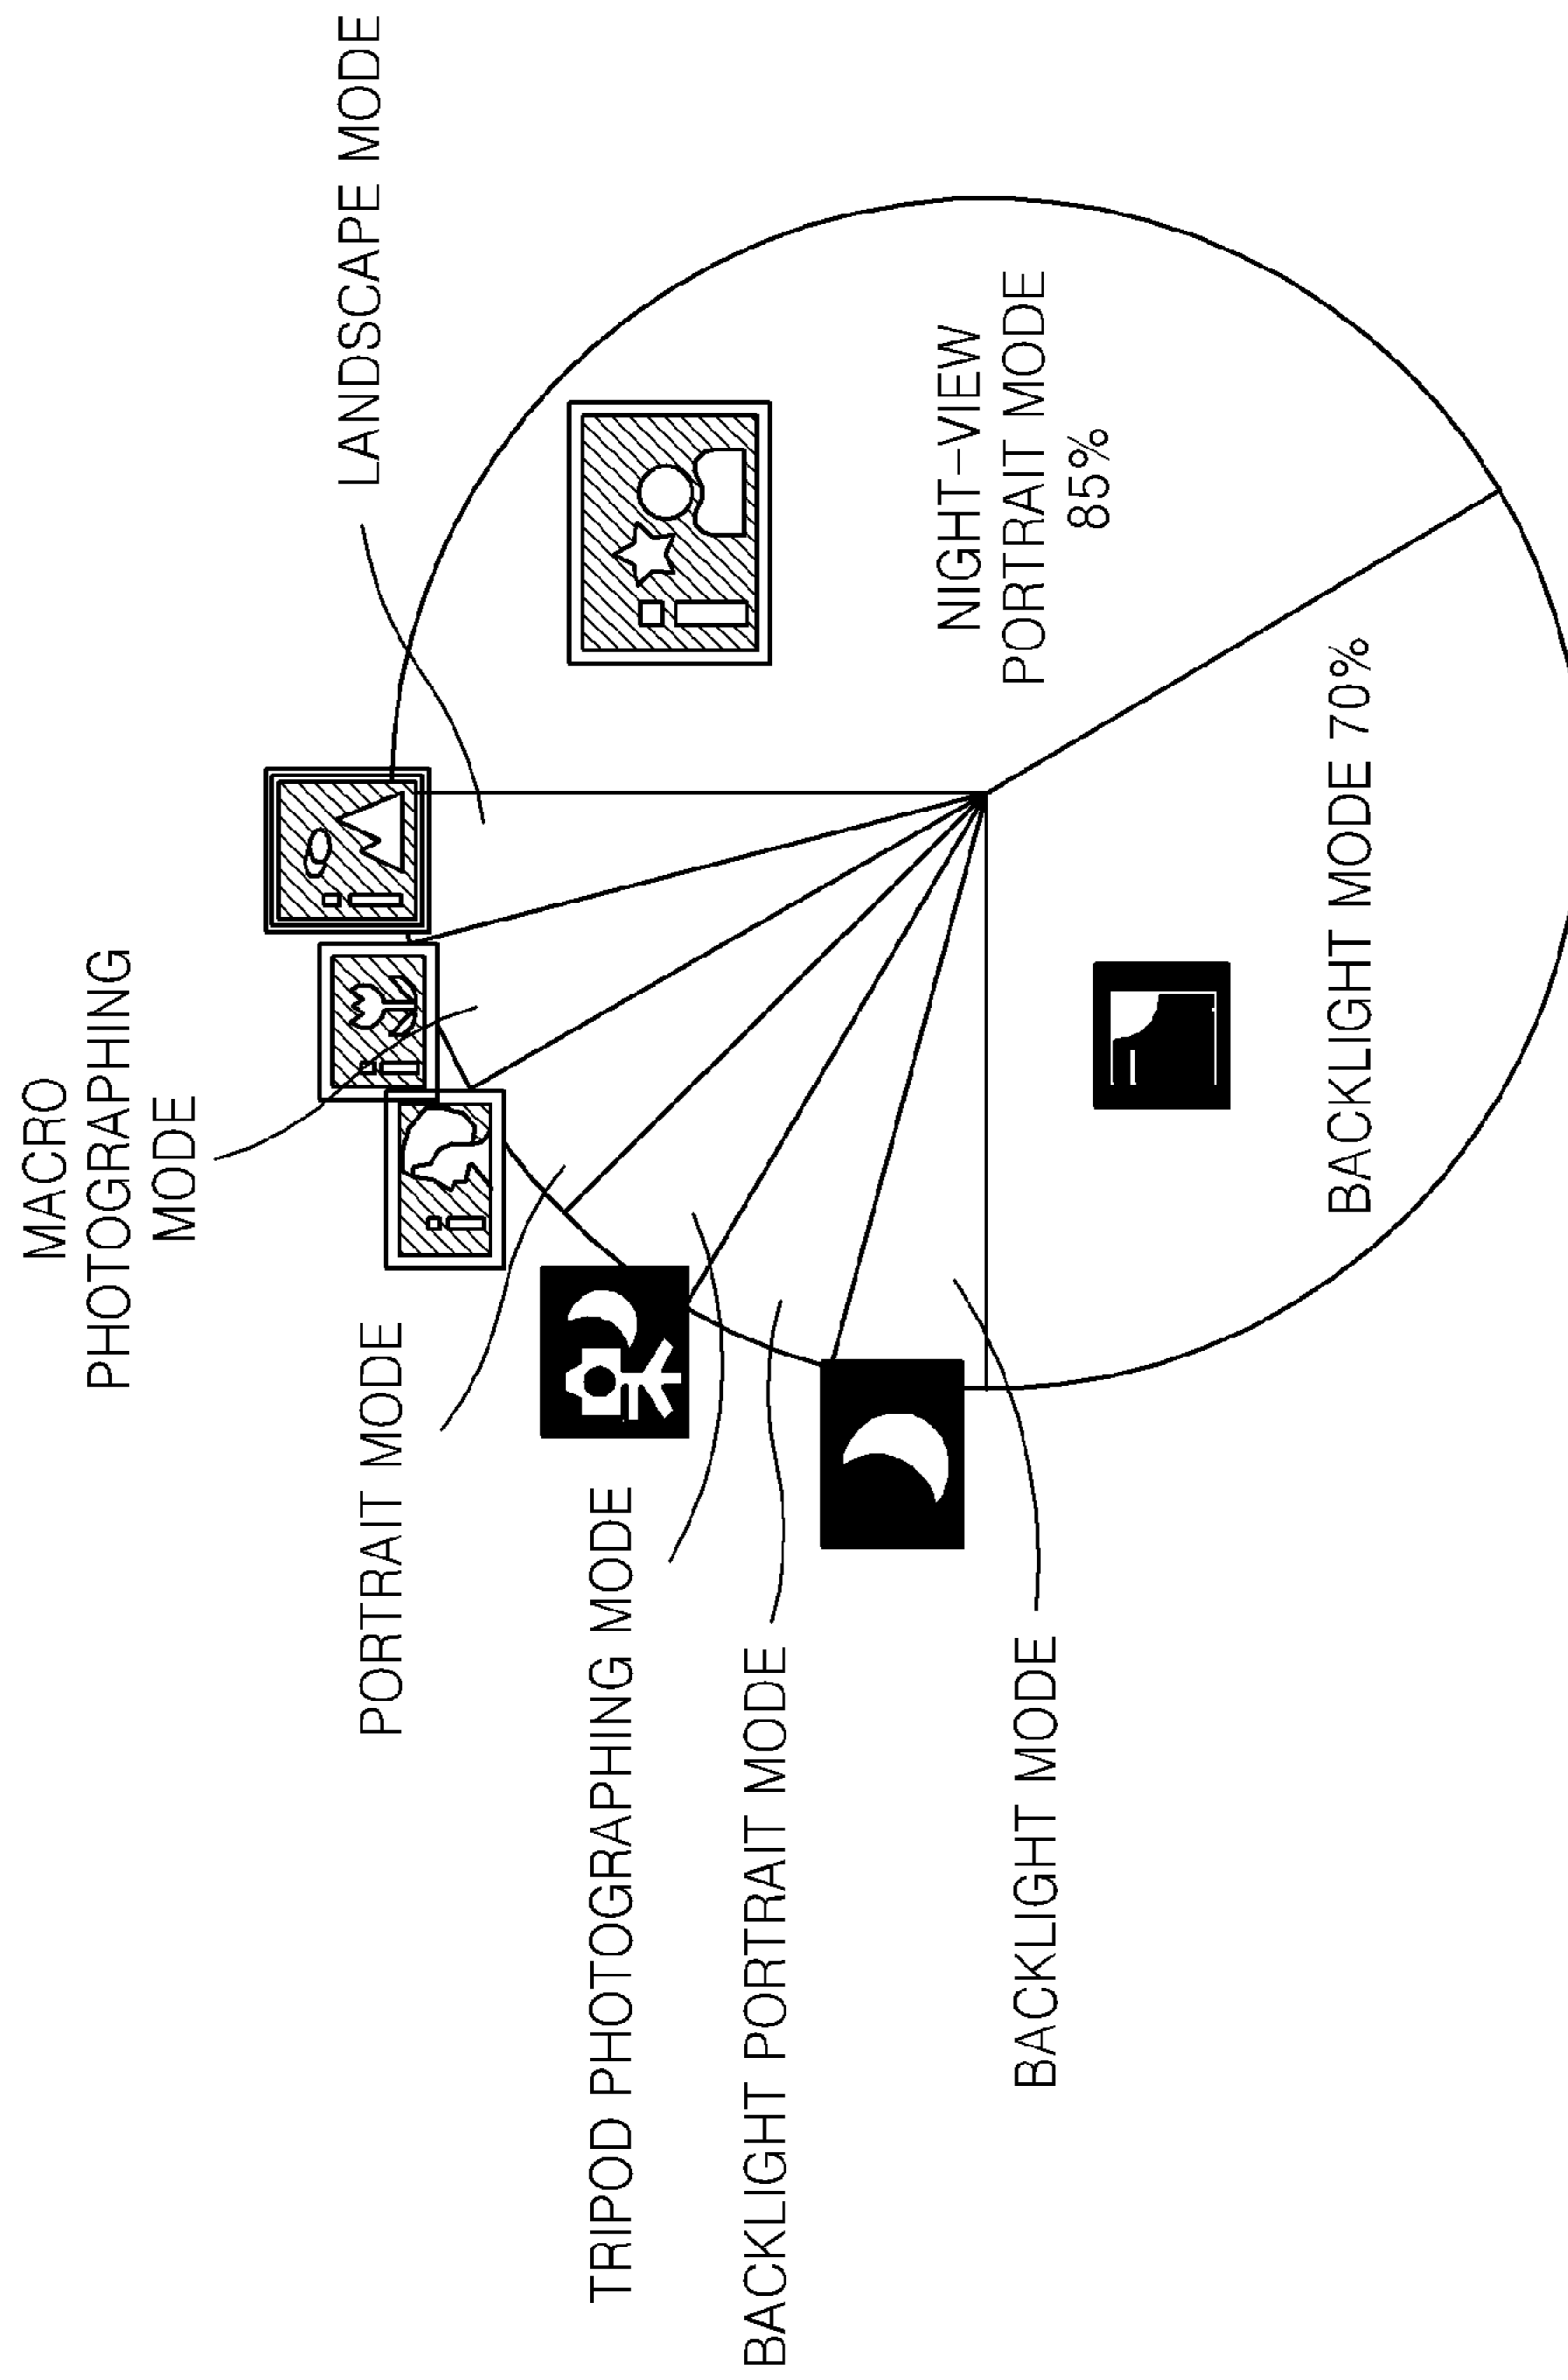 LANDSCAPE MODE
MACRO
PHOTOGRAPHING
MODE
PORTRAIT MODE
TRIPOD PHOTOGRAPHING MODE
BACKLIGHT PORTRAIT MODE
BACKLIGHT MODE
NIGHT-VIEW
PORTRAIT MODE
85%
BACKLIGHT MODE 70%